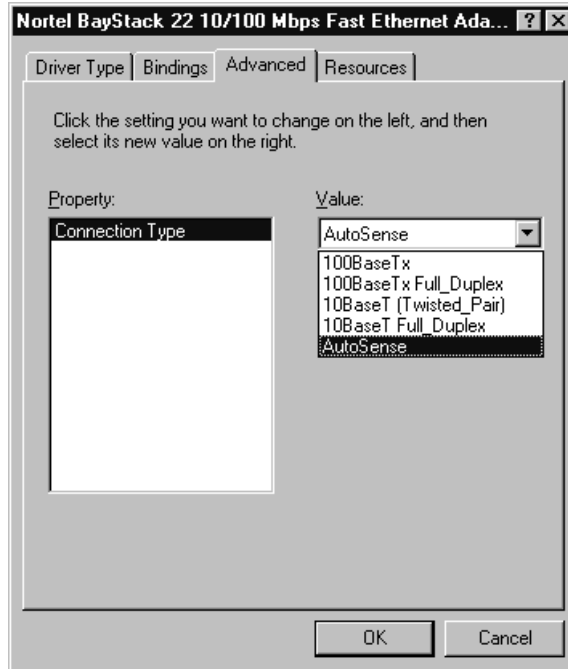 Nortel BayStack 22 10/100 Mbps Fast Ethernet Ada...
Driver Type Bindings Advanced Resources
Click the setting you want to change on the left, and then
select its new value on the right.
Property: Value:
Connection Type AutoSense
100BaseTx
100BaseTx Full_Duplex
10BaseT (Twisted_Pair)
10BaseT Full_Duplex
AutoSense
OK Cancel